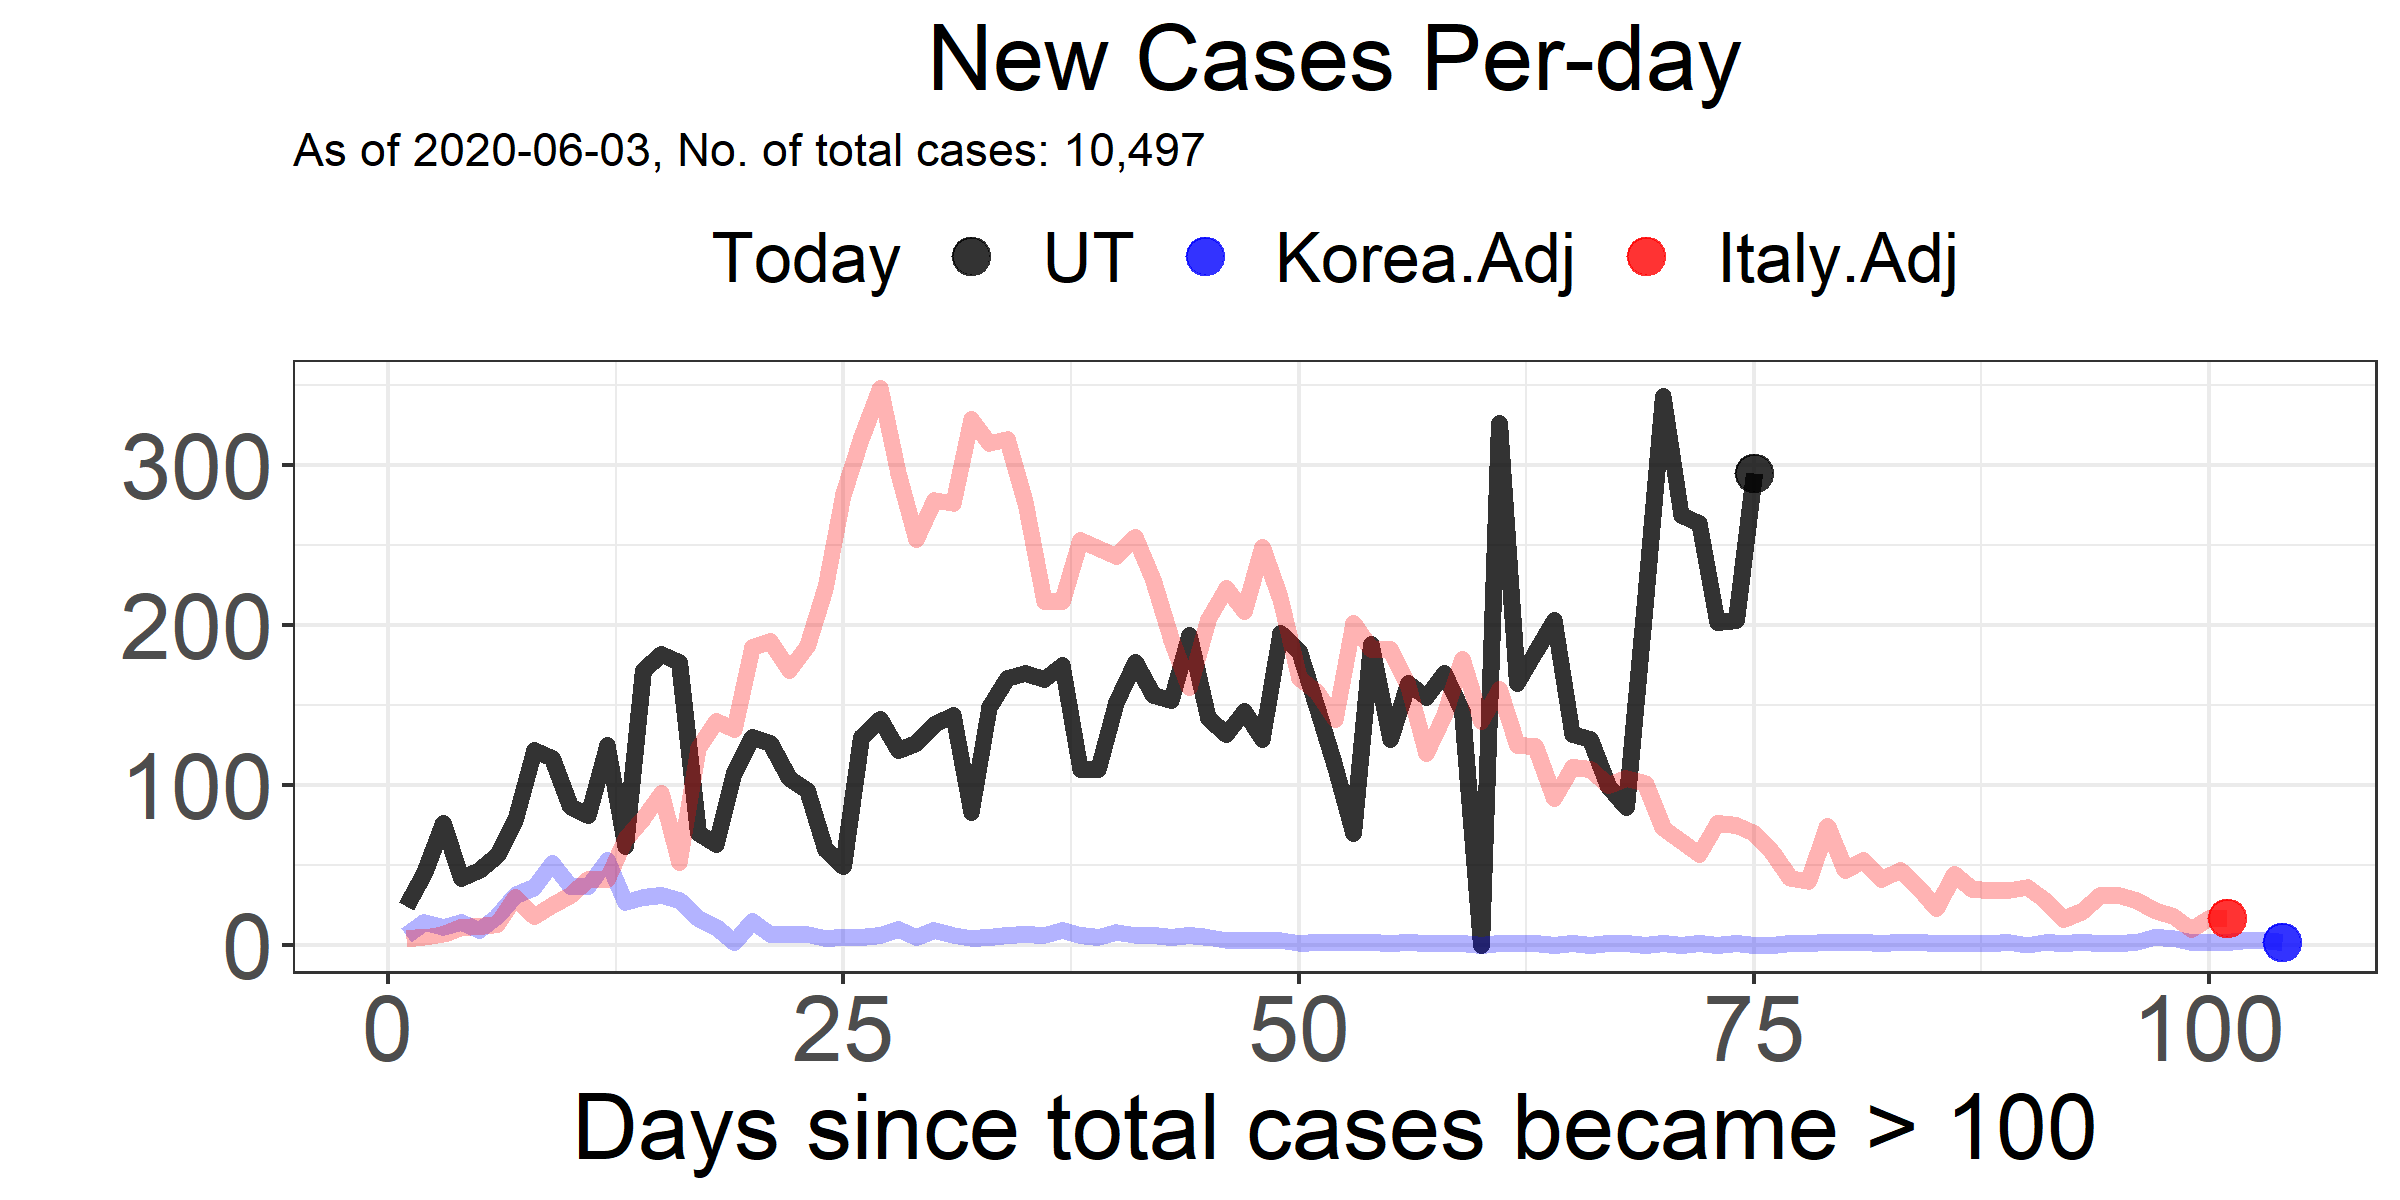 New Cases Per-day
As of 2020-06-03, No. of total cases: 10,497
Today UT Korea.Adj Italy.Adj
300
200
100
0
0 25 50 75 100
Days since total cases became > 100